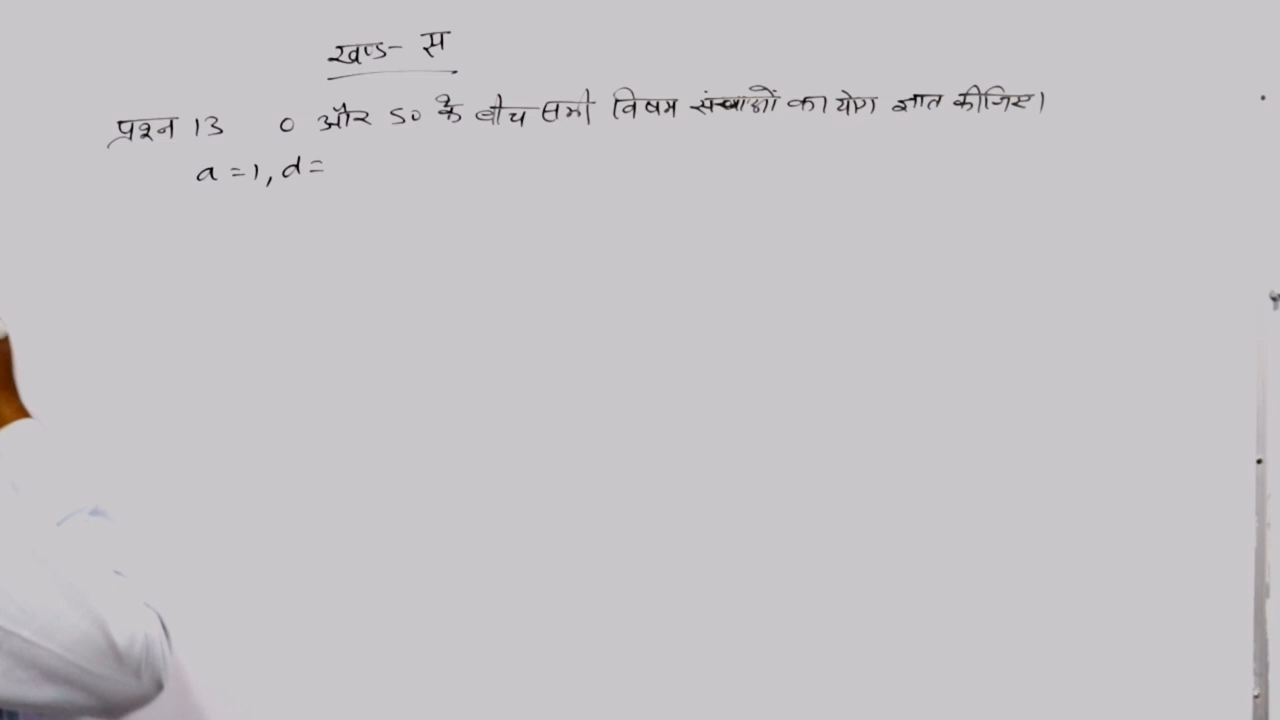 खण्ड- स
प्रश्न 13 0 और 50 के बीच सभी विषम संख्याओं का योग ज्ञात कीजिए।
a = 1, d =